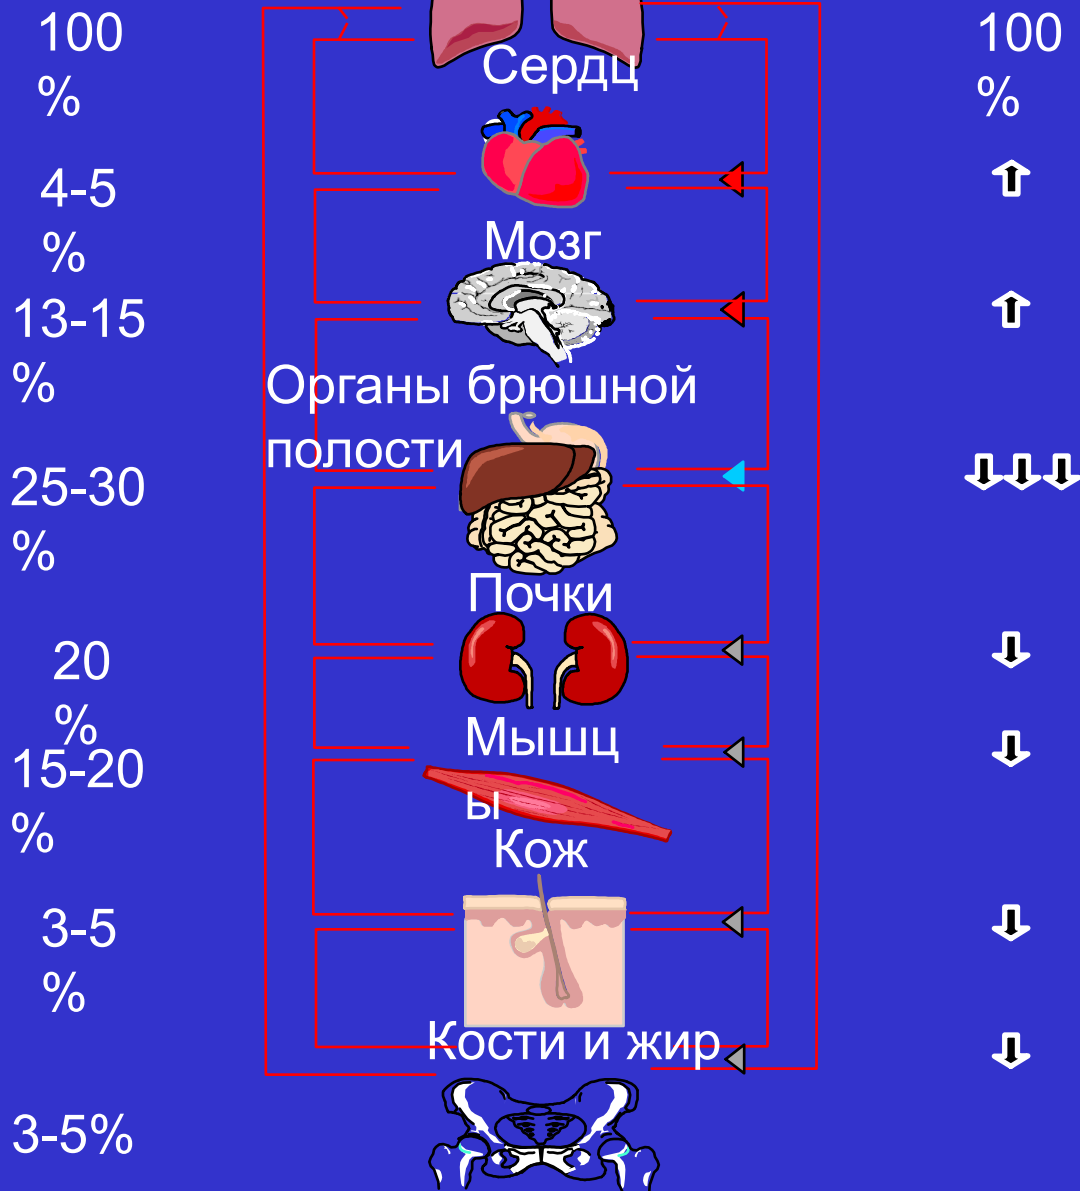 100
%
100
%
Сердц
4-5
%
Мозг
13-15
%
Органы брюшной
полости
25-30
%
Почки
20
%
Мышц
ы
15-20
%
Кож
3-5
%
Кости и жир
3-5%